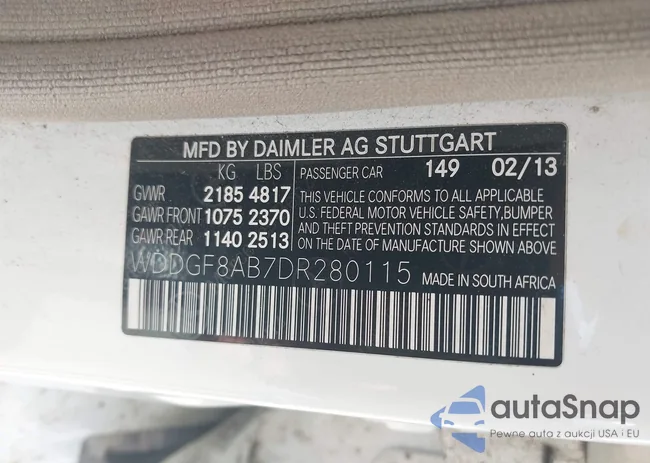 MFD BY DAIMLER AG STUTTGART
KG LBS PASSENGER CAR 149 02/13
GVWR 2185 4817
GAWR FRONT 1075 2370
GAWR REAR 1140 2513
THIS VEHICLE CONFORMS TO ALL APPLICABLE
U.S. FEDERAL MOTOR VEHICLE SAFETY, BUMPER
AND THEFT PREVENTION STANDARDS IN EFFECT
ON THE DATE OF MANUFACTURE SHOWN ABOVE.
WDDGF8AB7DR280115 MADE IN SOUTH AFRICA
autaSnap
Pewne auta z aukcji USA i EU